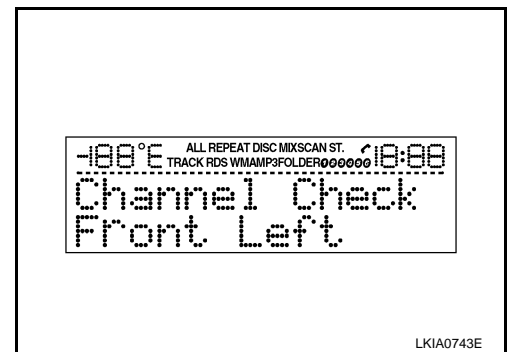 -188°E ALL REPEAT DISC MIXSCAN ST. 18:88
TRACK RDS WMAMP3FOLDER
Channel Check
Front Left
LKIA0743E